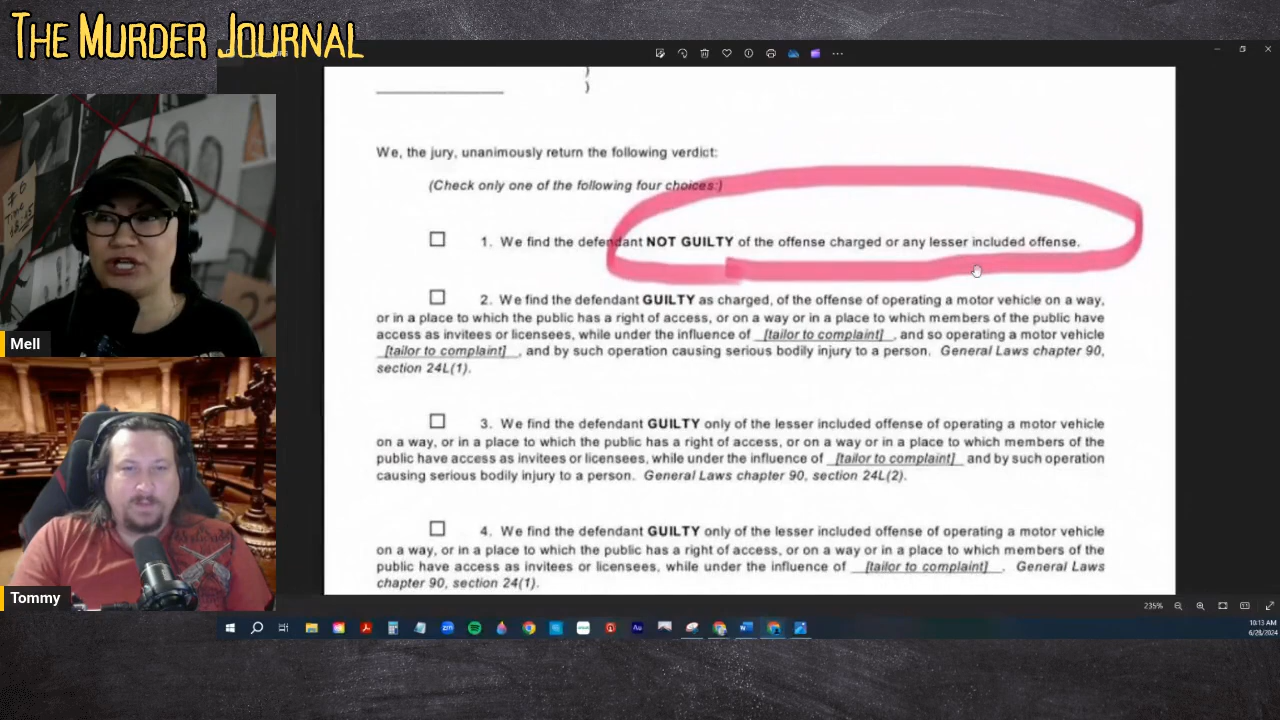 THE MURDER JOURNAL
We, the jury, unanimously return the following verdict:
(Check only one of the following four choices:)
1. We find the defendant NOT GUILTY of the offense charged or any lesser included offense.
2. We find the defendant GUILTY as charged, of the offense of operating a motor vehicle on a way,
or in a place to which the public has a right of access, or on a way or in a place to which members of the public have
access as invitees or licensees, while under the influence of [tailor to complaint] , and so operating a motor vehicle
[tailor to complaint] , and by such operation causing serious bodily injury to a person. General Laws chapter 90,
section 24L(1).
3. We find the defendant GUILTY only of the lesser included offense of operating a motor vehicle
on a way, or in a place to which the public has a right of access, or on a way or in a place to which members of the
public have access as invitees or licensees, while under the influence of [tailor to complaint] and by such operation
causing serious bodily injury to a person. General Laws chapter 90, section 24L(2).
4. We find the defendant GUILTY only of the lesser included offense of operating a motor vehicle
on a way, or in a place to which the public has a right of access, or on a way or in a place to which members of the
public have access as invitees or licensees, while under the influence of [tailor to complaint] . General Laws
chapter 90, section 24(1).
Mell
Tommy
235%
10:13 AM
6/28/2024